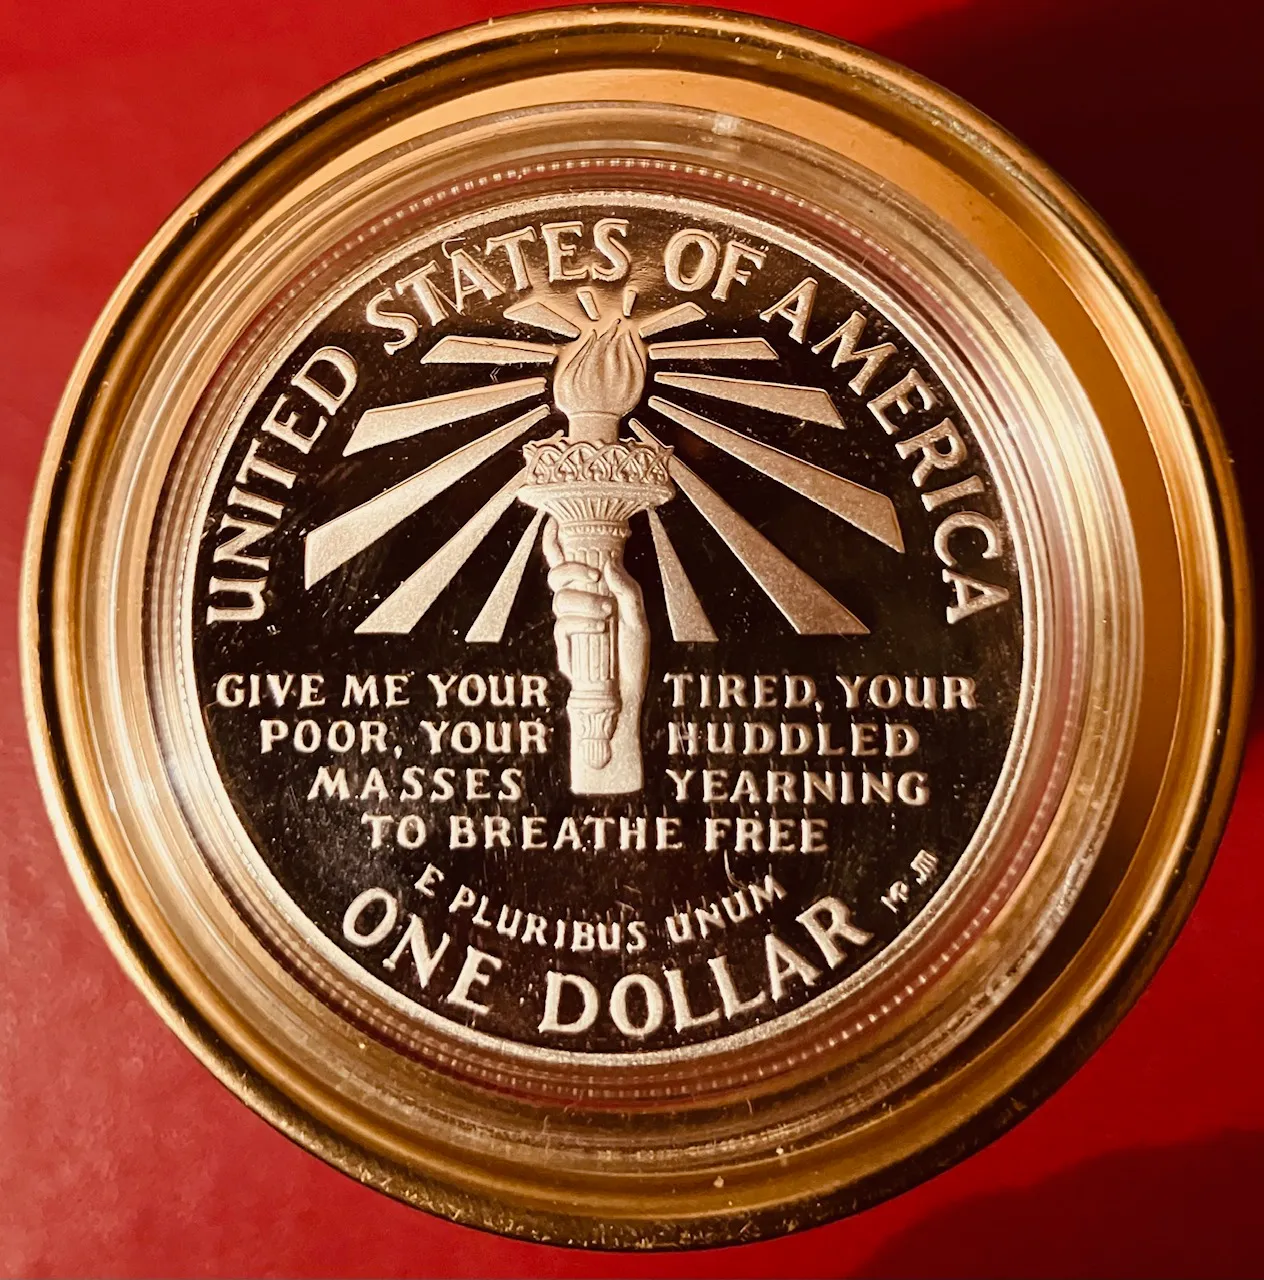 UNITED STATES OF AMERICA
GIVE ME YOUR TIRED, YOUR
POOR, YOUR HUDDLED
MASSES YEARNING
TO BREATHE FREE
E PLURIBUS UNUM
ONE DOLLAR